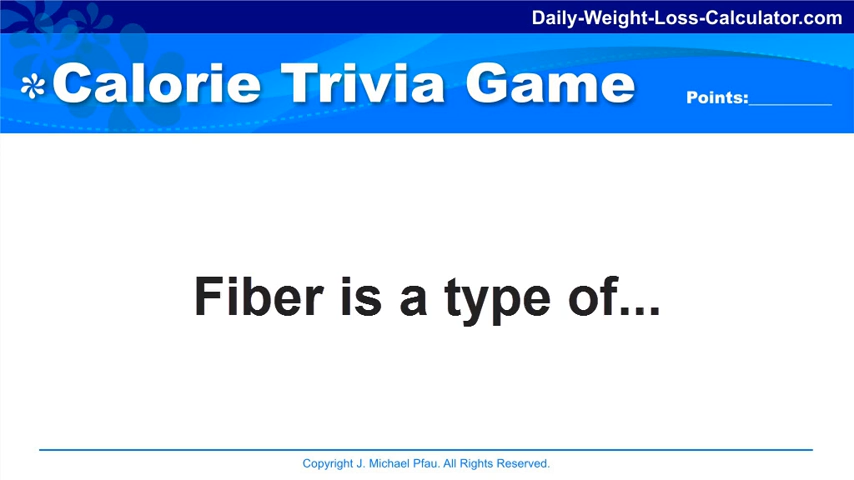 Daily-Weight-Loss-Calculator.com
Calorie Trivia Game
Points:__________
Fiber is a type of...
Copyright J. Michael Pfau. All Rights Reserved.